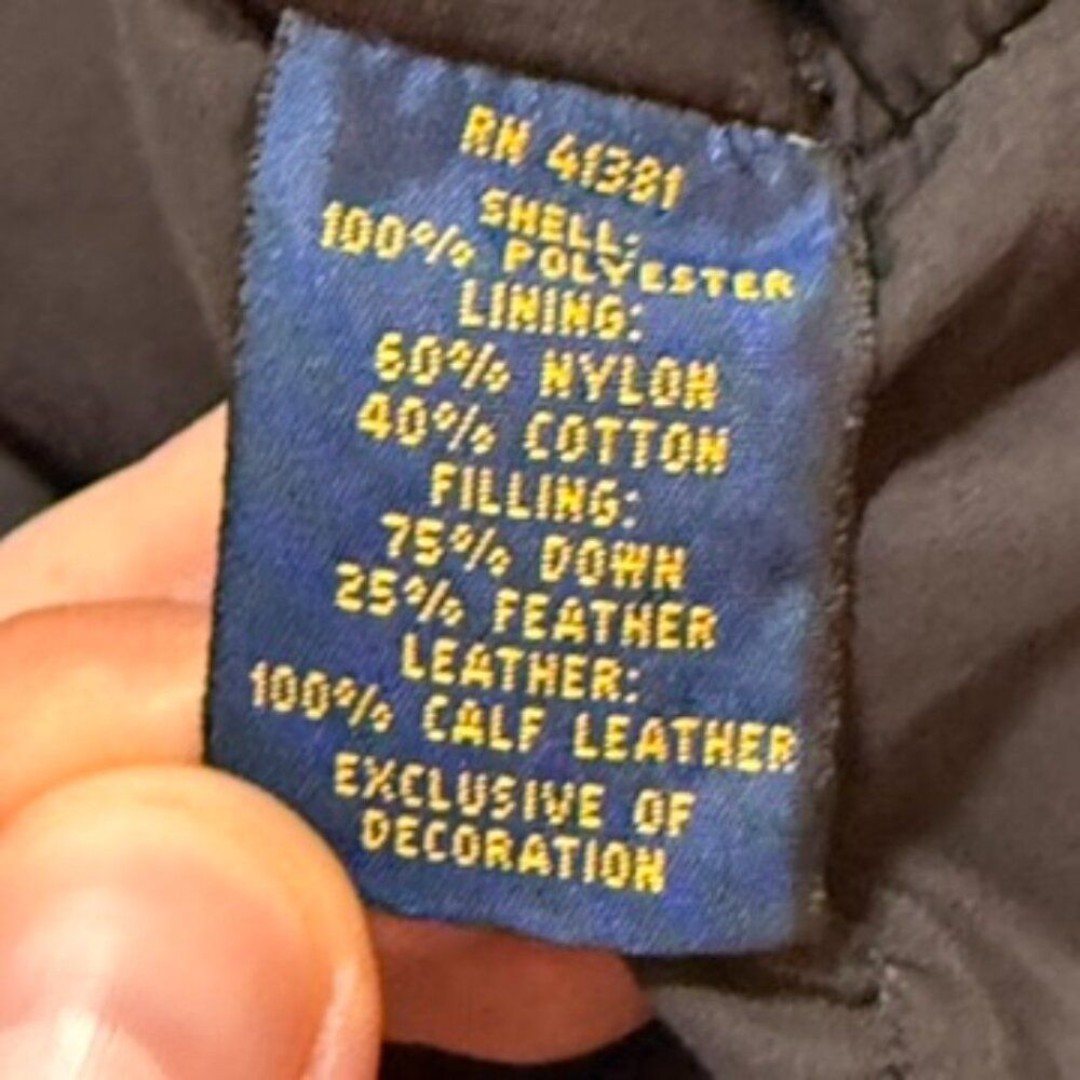 RN 41381
SHELL:
100% POLYESTER
LINING:
60% NYLON
40% COTTON
FILLING:
75% DOWN
25% FEATHER
LEATHER:
100% CALF LEATHER
EXCLUSIVE OF
DECORATION